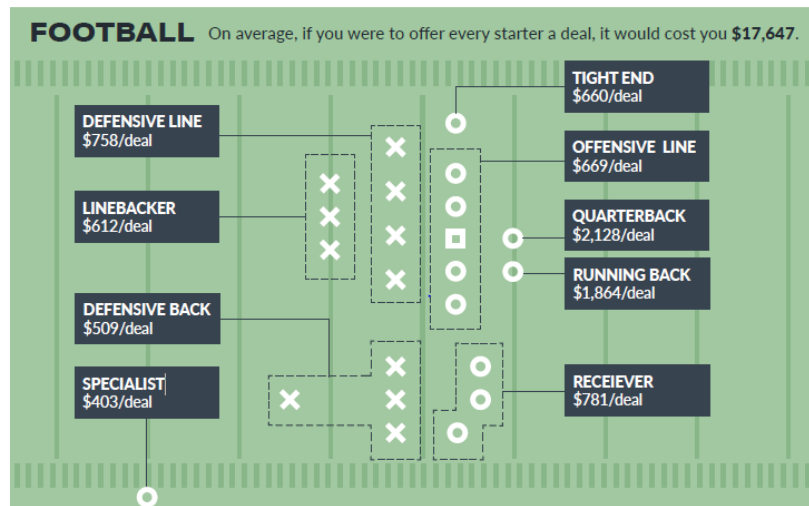 FOOTBALL On average, if you were to offer every starter a deal, it would cost you $17,647.
DEFENSIVE LINE
$758/deal
LINEBACKER
$612/deal
DEFENSIVE BACK
$509/deal
SPECIALIST
$403/deal
TIGHT END
$660/deal
OFFENSIVE LINE
$669/deal
QUARTERBACK
$2,128/deal
RUNNING BACK
$1,864/deal
RECEIEVER
$781/deal